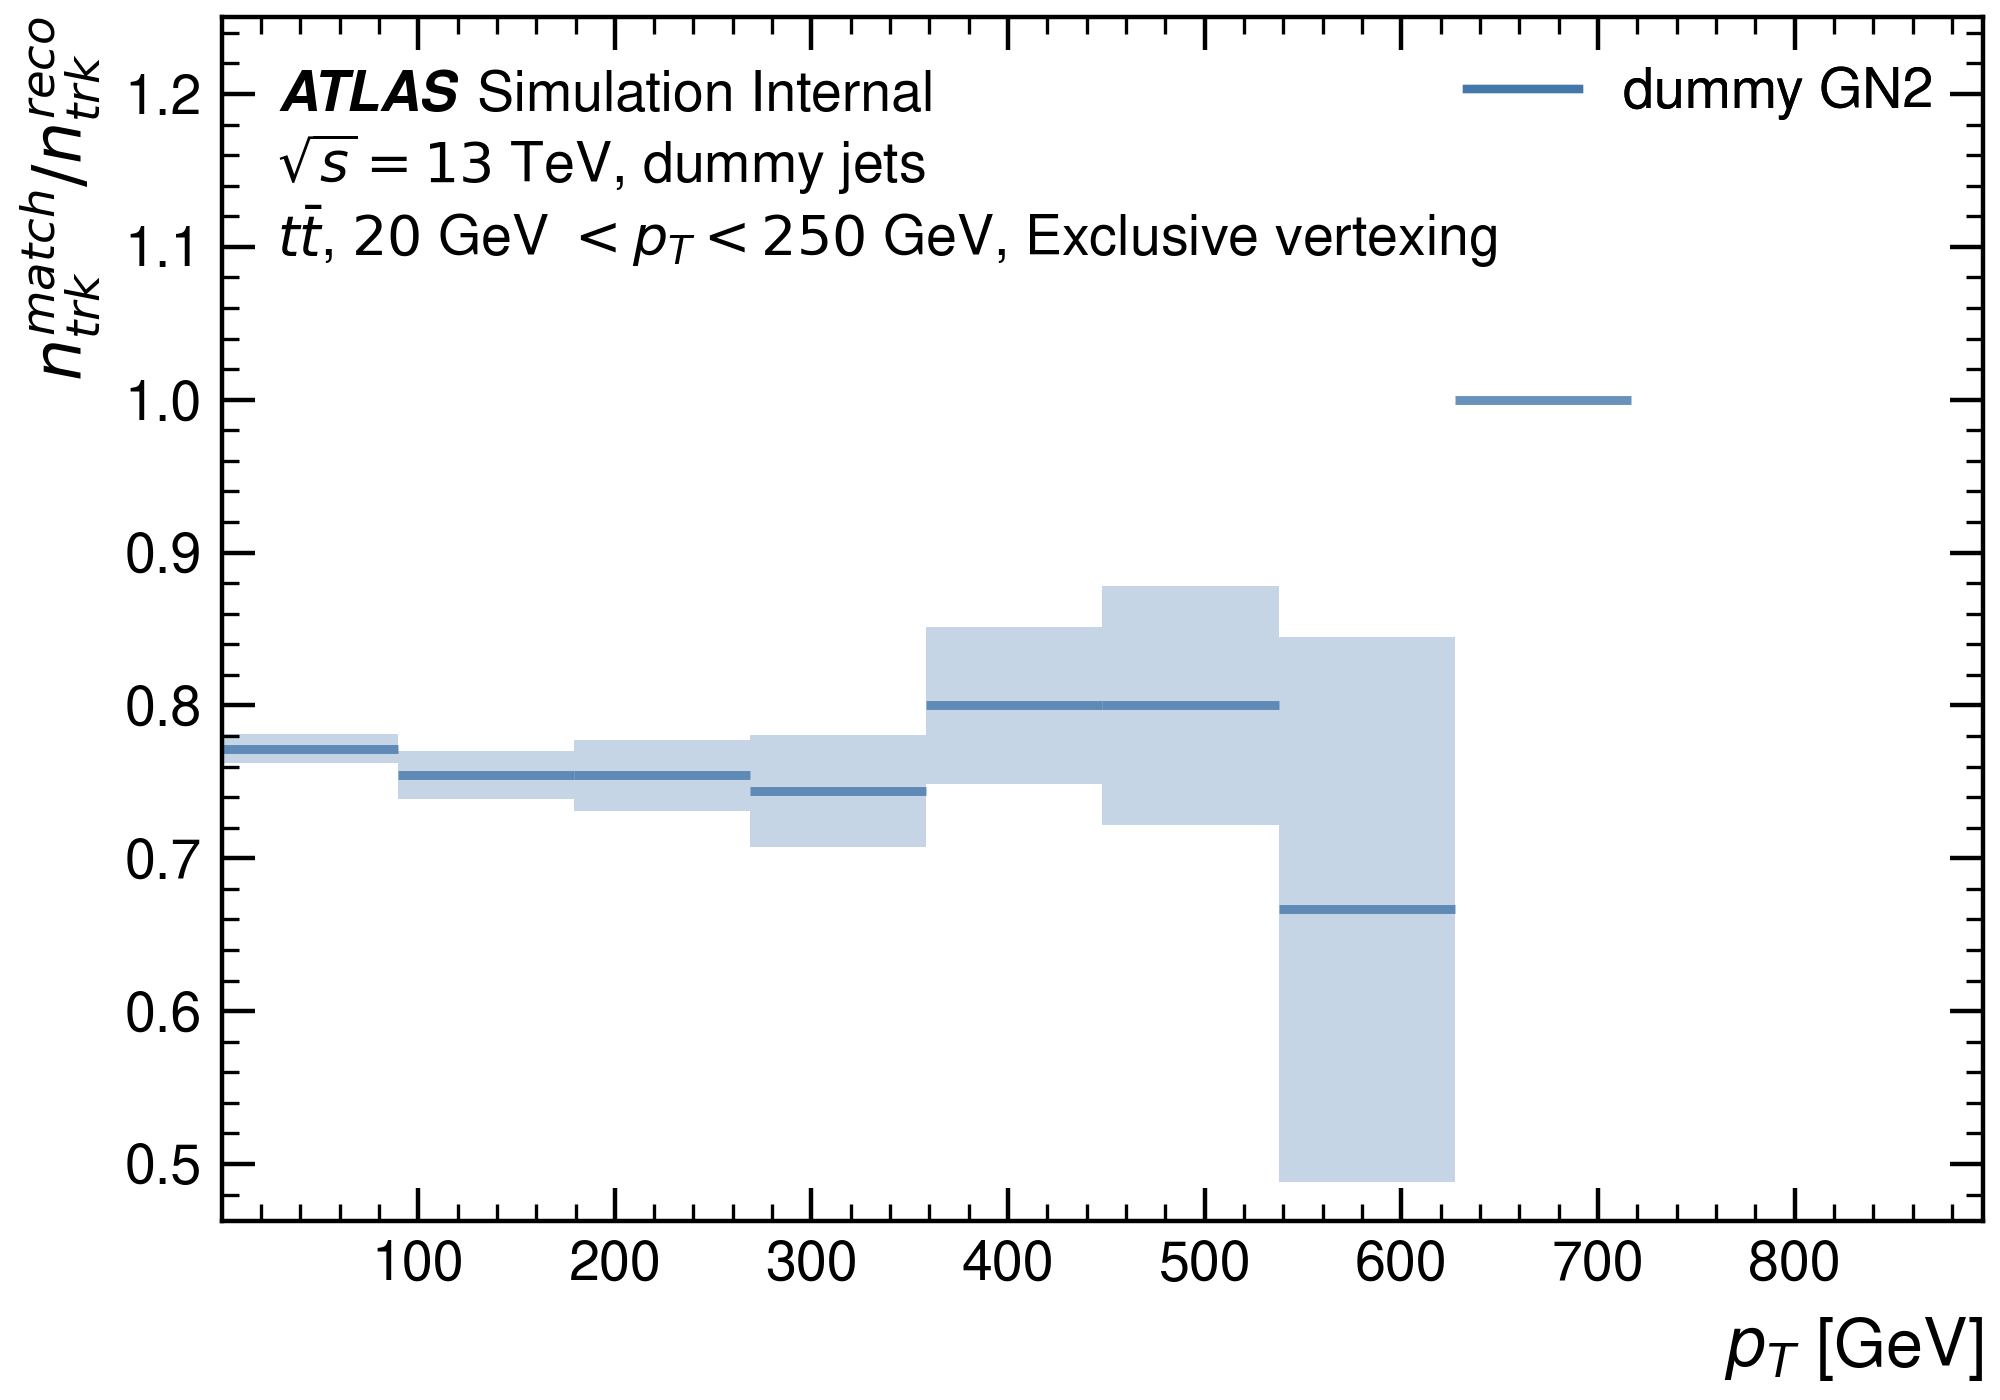 ATLAS Simulation Internal
√s = 13 TeV, dummy jets
tt̄, 20 GeV < p_T < 250 GeV, Exclusive vertexing
dummy GN2
n_trk^match/n_trk^reco
1.2
1.1
1.0
0.9
0.8
0.7
0.6
0.5
100 200 300 400 500 600 700 800
p_T [GeV]